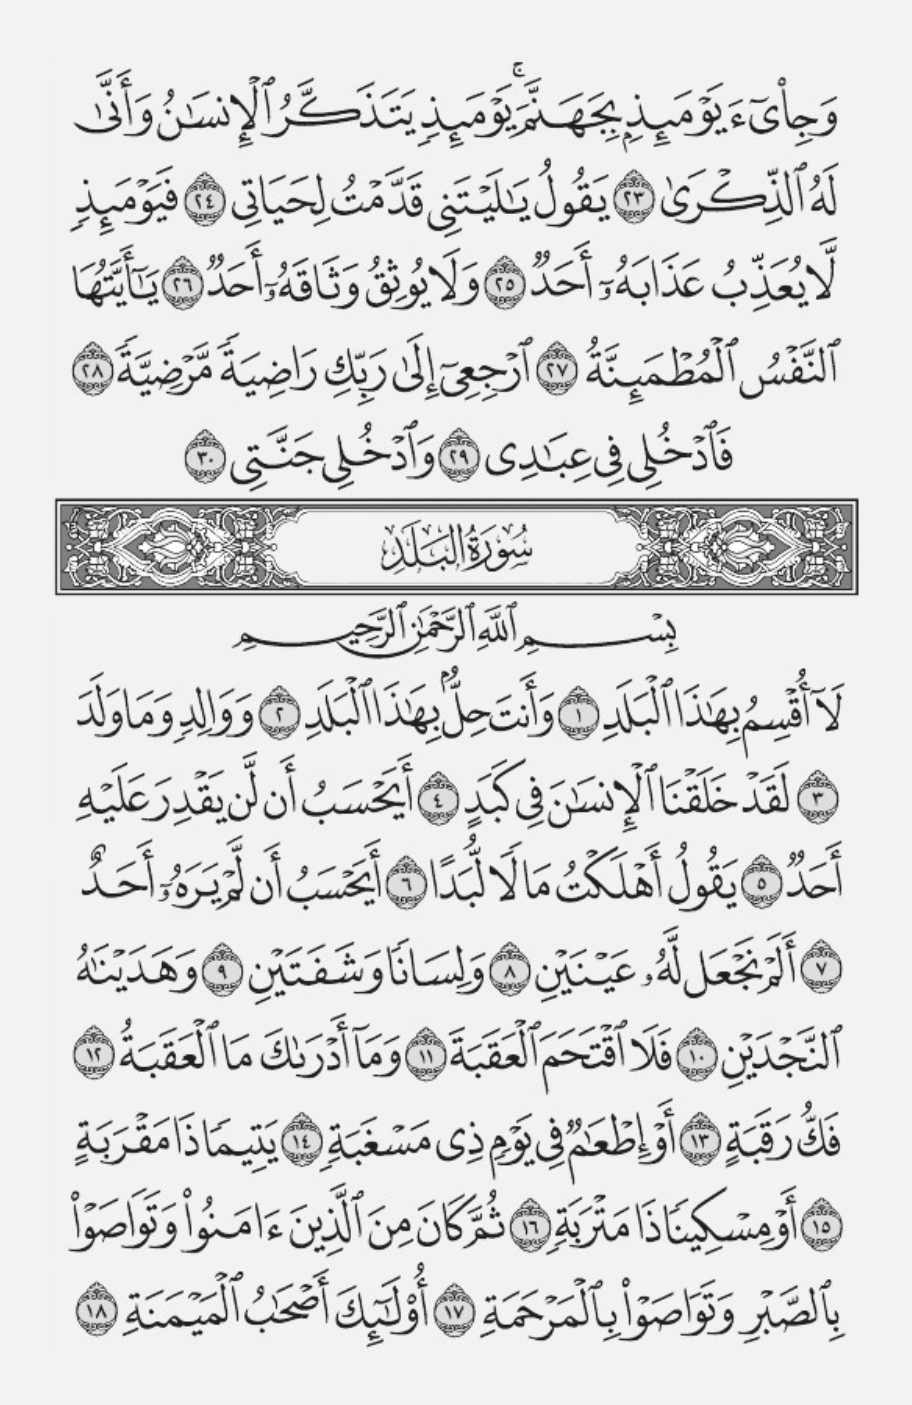 وَجِاْىٓءَ يَوْمَئِذٍۭ بِجَهَنَّمَ ۚ يَوْمَئِذٍ يَتَذَكَّرُ ٱلْإِنسَٰنُ وَأَنَّىٰ
لَهُ ٱلذِّكْرَىٰ ٢٣ يَقُولُ يَٰلَيْتَنِى قَدَّمْتُ لِحَيَاتِى ٢٤ فَيَوْمَئِذٍ
لَّا يُعَذِّبُ عَذَابَهُۥٓ أَحَدٌ ٢٥ وَلَا يُوثِقُ وَثَاقَهُۥٓ أَحَدٌ ٢٦ يَٰٓأَيَّتُهَا
ٱلنَّفْسُ ٱلْمُطْمَئِنَّةُ ٢٧ ٱرْجِعِىٓ إِلَىٰ رَبِّكِ رَاضِيَةً مَّرْضِيَّةً ٢٨
فَٱدْخُلِى فِى عِبَٰدِى ٢٩ وَٱدْخُلِى جَنَّتِى ٣٠
سُورَةُ البَلَدِ
بِسْمِ ٱللَّهِ ٱلرَّحْمَٰنِ ٱلرَّحِيمِ
لَآ أُقْسِمُ بِهَٰذَا ٱلْبَلَدِ ١ وَأَنتَ حِلٌّۢ بِهَٰذَا ٱلْبَلَدِ ٢ وَوَالِدٍ وَمَا وَلَدَ
٣ لَقَدْ خَلَقْنَا ٱلْإِنسَٰنَ فِى كَبَدٍ ٤ أَيَحْسَبُ أَن لَّن يَقْدِرَ عَلَيْهِ
أَحَدٌ ٥ يَقُولُ أَهْلَكْتُ مَالًا لُّبَدًا ٦ أَيَحْسَبُ أَن لَّمْ يَرَهُۥٓ أَحَدٌ
٧ أَلَمْ نَجْعَل لَّهُۥ عَيْنَيْنِ ٨ وَلِسَانًا وَشَفَتَيْنِ ٩ وَهَدَيْنَٰهُ
ٱلنَّجْدَيْنِ ١٠ فَلَا ٱقْتَحَمَ ٱلْعَقَبَةَ ١١ وَمَآ أَدْرَىٰكَ مَا ٱلْعَقَبَةُ ١٢
فَكُّ رَقَبَةٍ ١٣ أَوْ إِطْعَٰمٌ فِى يَوْمٍ ذِى مَسْغَبَةٍ ١٤ يَتِيمًا ذَا مَقْرَبَةٍ
١٥ أَوْ مِسْكِينًا ذَا مَتْرَبَةٍ ١٦ ثُمَّ كَانَ مِنَ ٱلَّذِينَ ءَامَنُوا۟ وَتَوَاصَوْا۟
بِٱلصَّبْرِ وَتَوَاصَوْا۟ بِٱلْمَرْحَمَةِ ١٧ أُو۟لَٰٓئِكَ أَصْحَٰبُ ٱلْمَيْمَنَةِ ١٨